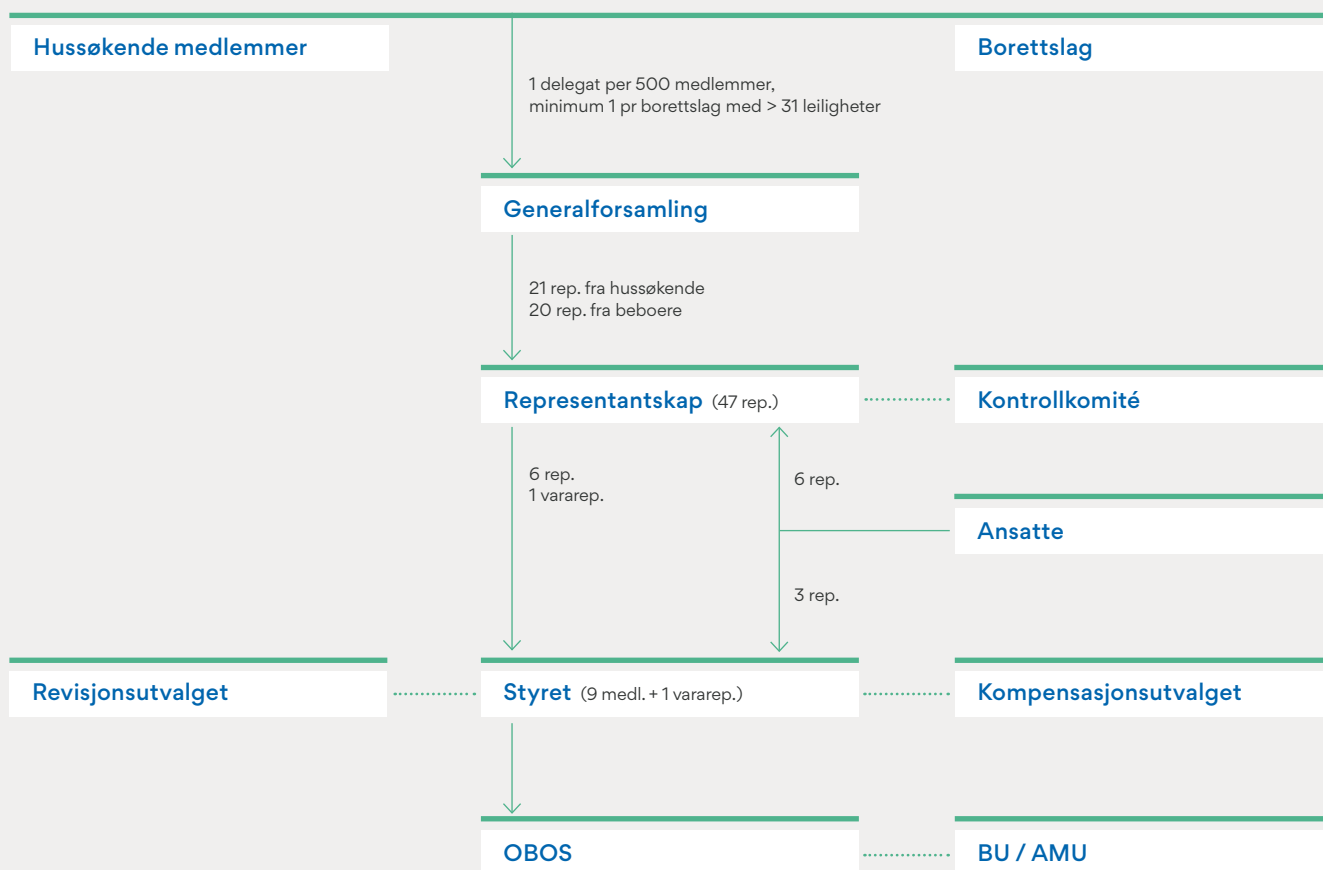 Hussøkende medlemmer
Borettslag
1 delegat per 500 medlemmer,
minimum 1 pr borettslag med > 31 leiligheter
Generalforsamling
21 rep. fra hussøkende
20 rep. fra beboere
Representantskap (47 rep.)
Kontrollkomité
6 rep.
1 vararep.
6 rep.
Ansatte
3 rep.
Revisjonsutvalget
Styret (9 medl. + 1 vararep.)
Kompensasjonsutvalget
OBOS
BU / AMU